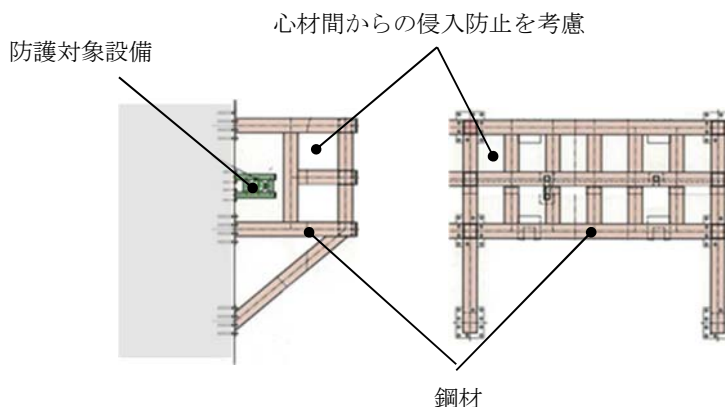 心材間からの侵入防止を考慮
防護対象設備
鋼材